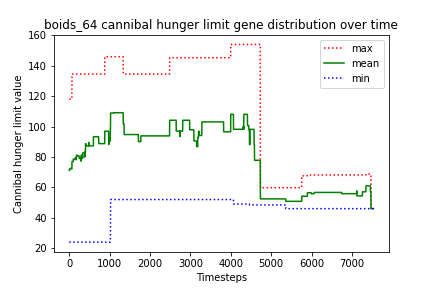 boids_64 cannibal hunger limit gene distribution over time
160
140
120
100
80
60
40
20
Cannibal hunger limit value
max
mean
min
0 1000 2000 3000 4000 5000 6000 7000
Timesteps